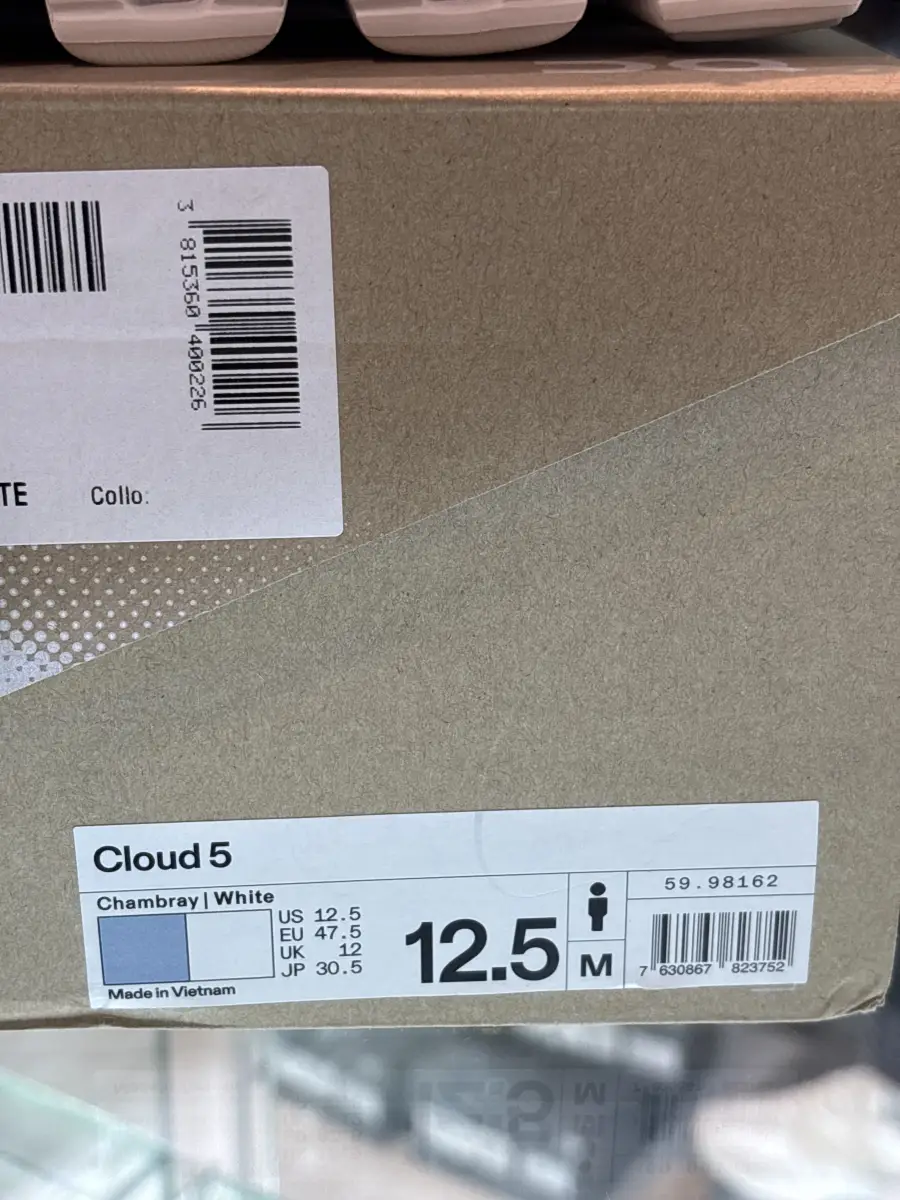 3 815360 400226
TE
Collo:
Cloud 5
Chambray | White
US 12.5
EU 47.5
UK 12
JP 30.5
12.5
M
59.98162
7 630867 823752
Made in Vietnam